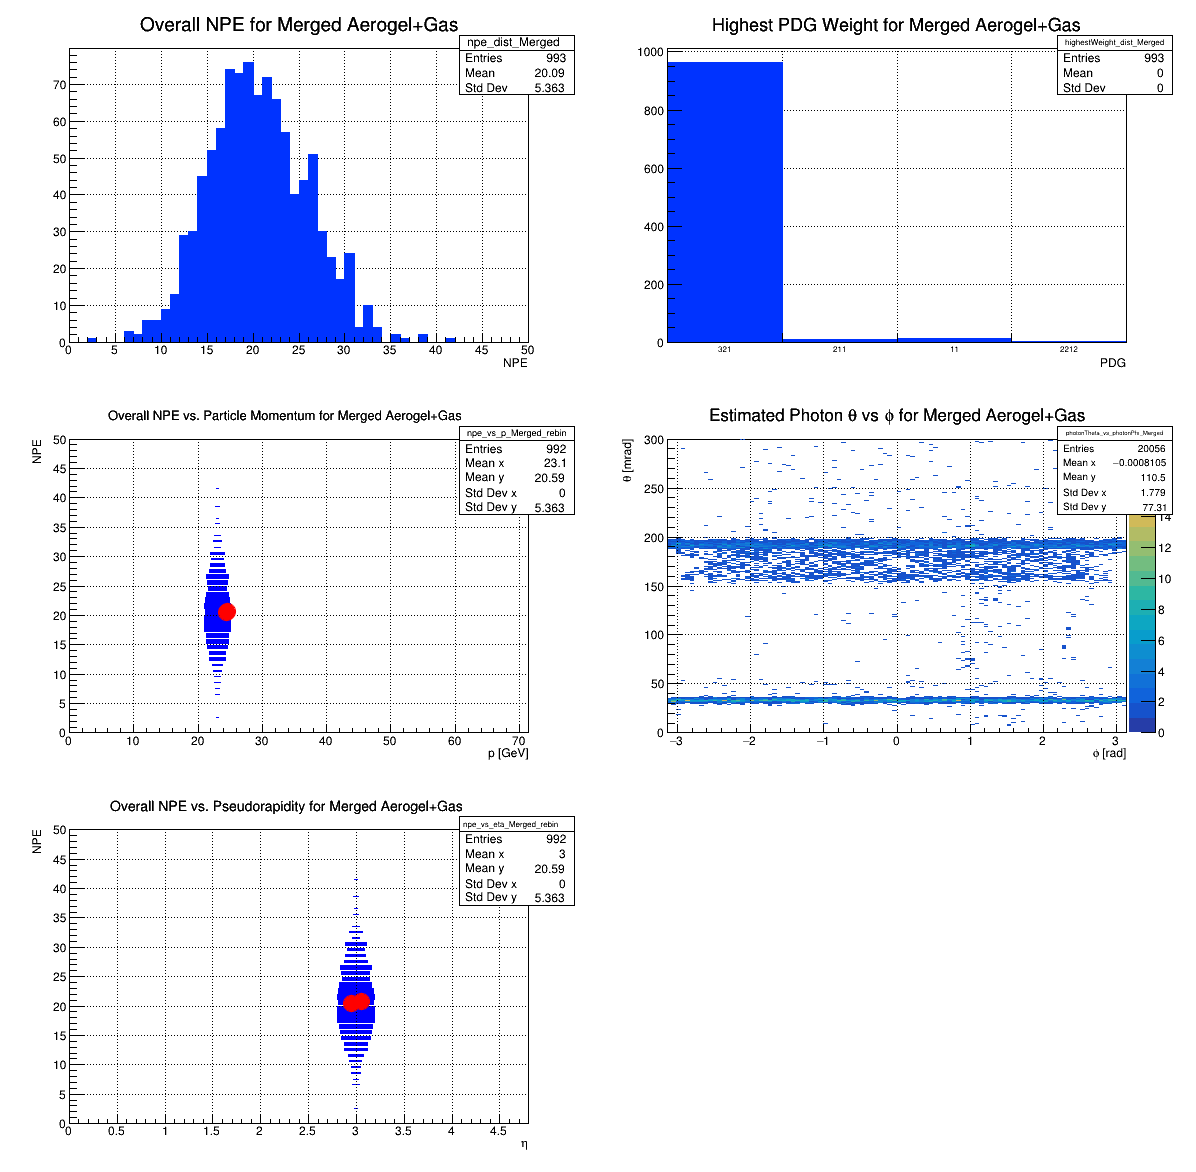 Overall NPE for Merged Aerogel+Gas
npe_dist_Merged
Entries 993
Mean 20.09
Std Dev 5.363
70
60
50
40
30
20
10
0
0 5 10 15 20 25 30 35 40 45 50
NPE
Highest PDG Weight for Merged Aerogel+Gas
highestWeight_dist_Merged
Entries 993
Mean 0
Std Dev 0
1000
800
600
400
200
0
321 211 11 2212
PDG
Overall NPE vs. Particle Momentum for Merged Aerogel+Gas
npe_vs_p_Merged_rebin
Entries 992
Mean x 23.1
Mean y 20.59
Std Dev x 0
Std Dev y 5.363
NPE
50
45
40
35
30
25
20
15
10
5
0
0 10 20 30 40 50 60 70
p [GeV]
Estimated Photon θ vs ϕ for Merged Aerogel+Gas
photonTheta_vs_photonPhi_Merged
Entries 20056
Mean x −0.0008105
Mean y 110.5
Std Dev x 1.779
Std Dev y 77.31
θ [mrad]
300
250
200
150
100
50
0
−3 −2 −1 0 1 2 3
ϕ [rad]
14
12
10
8
6
4
2
0
Overall NPE vs. Pseudorapidity for Merged Aerogel+Gas
npe_vs_eta_Merged_rebin
Entries 992
Mean x 3
Mean y 20.59
Std Dev x 0
Std Dev y 5.363
NPE
50
45
40
35
30
25
20
15
10
5
0
0 0.5 1 1.5 2 2.5 3 3.5 4 4.5
η